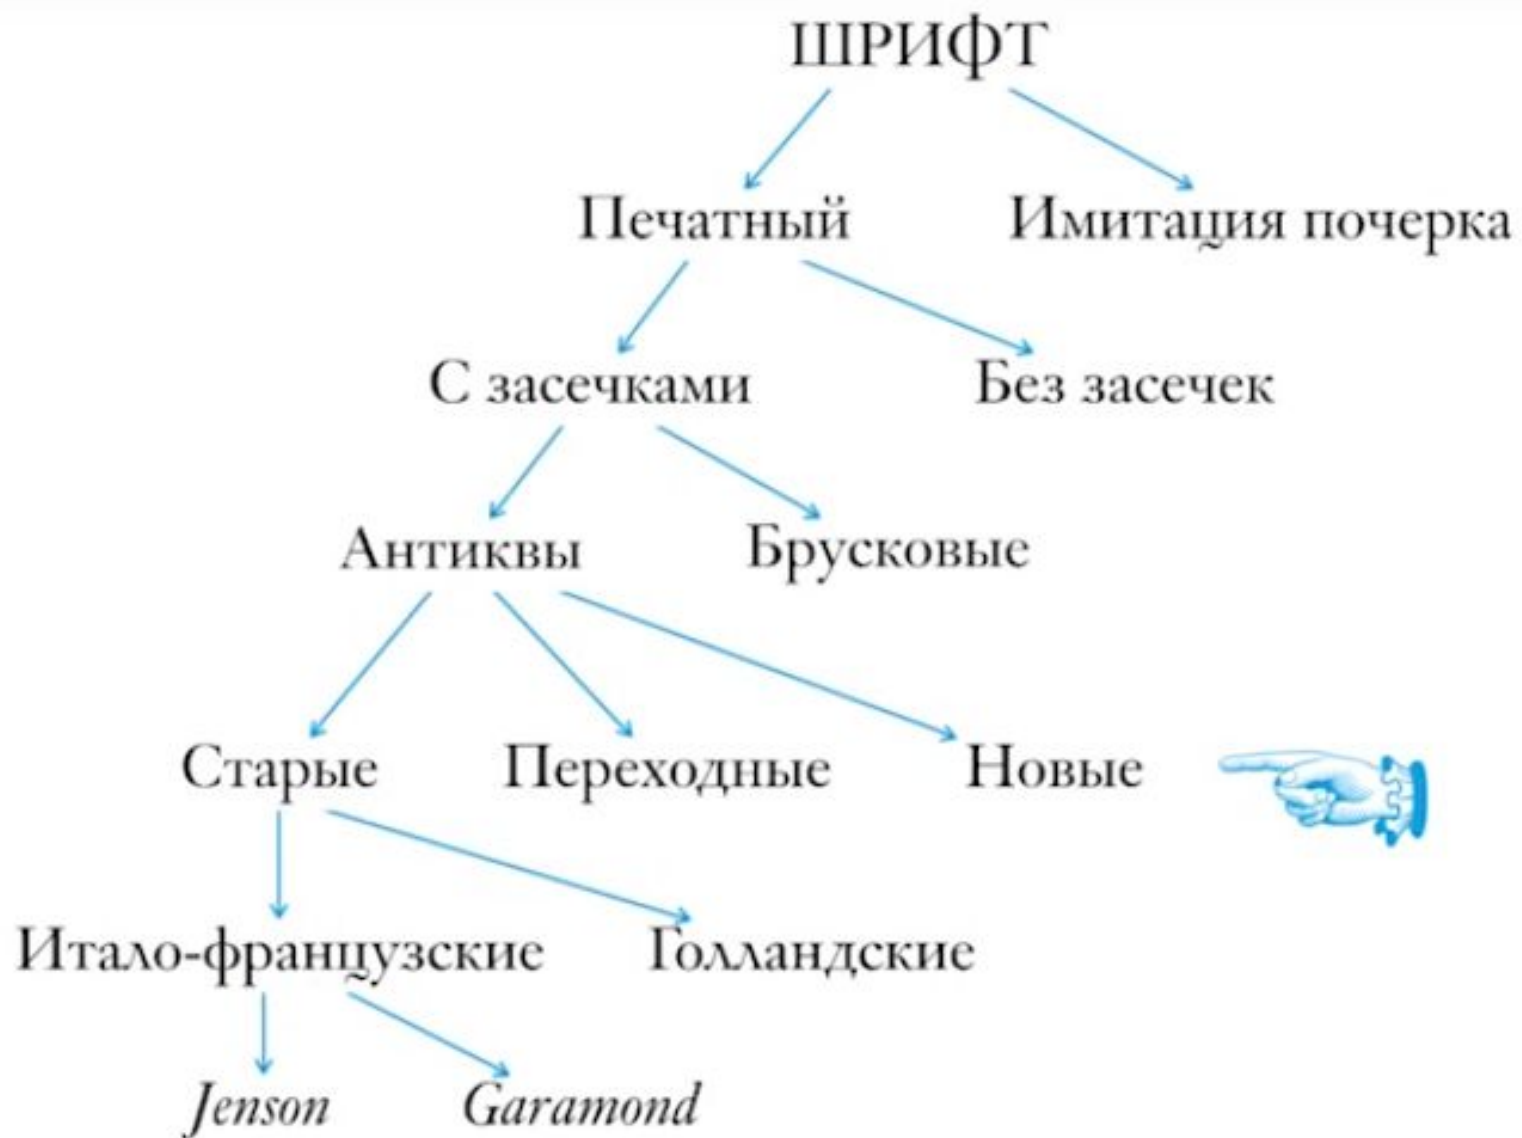 ШРИФТ
Печатный Имитация почерка
С засечками Без засечек
Антиквы Брусковые
Старые Переходные Новые
Итало-французские Голландские
Jenson Garamond